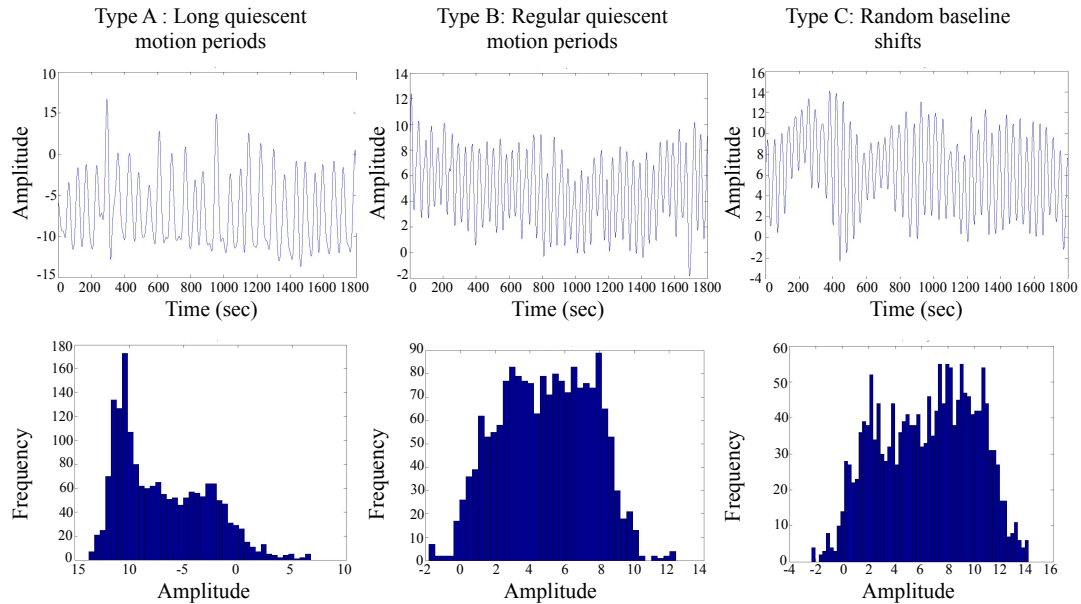 Type A : Long quiescent
motion periods
Type B: Regular quiescent
motion periods
Type C: Random baseline
shifts
Amplitude
10
15
0
-5
-10
-15
0 200 400 600 800 1000 1200 1400 1600 1800
Time (sec)
Amplitude
14
12
10
8
6
4
2
0
-2
0 200 400 600 800 1000 1200 1400 1600 1800
Time (sec)
Amplitude
16
14
12
10
8
6
4
2
0
-2
-4
0 200 400 600 800 1000 1200 1400 1600 1800
Time (sec)
Frequency
180
160
140
120
100
80
60
40
20
0
15 10 -5 0 5 10
Amplitude
Frequency
90
80
70
60
50
40
30
20
10
0
-2 0 2 4 6 8 10 12 14
Amplitude
Frequency
60
50
40
30
20
10
0
-4 -2 0 2 4 6 8 10 12 14 16
Amplitude